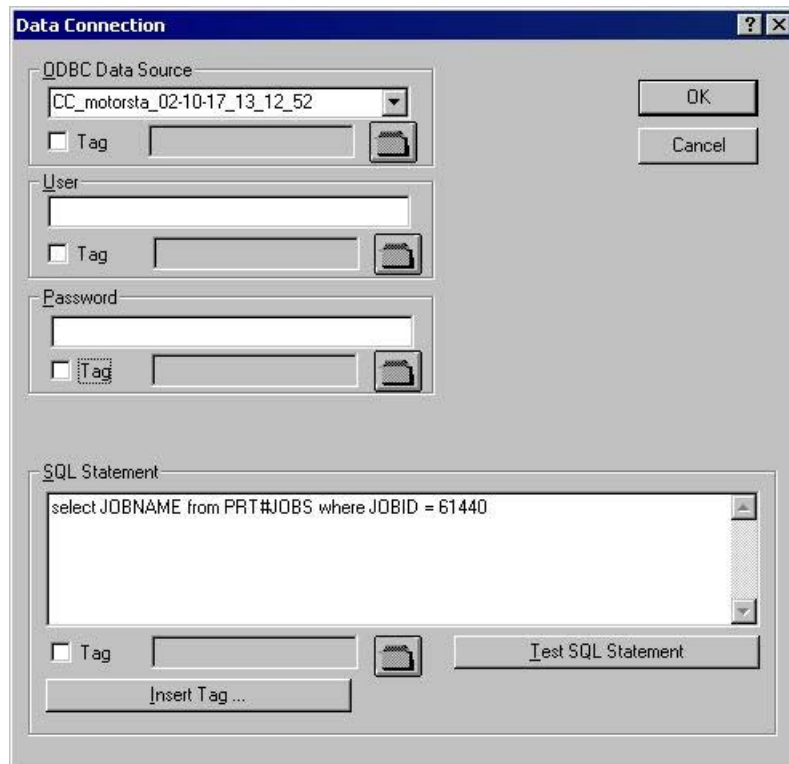 Data Connection
ODBC Data Source
CC_motorsta_02-10-17_13_12_52
OK
Tag
Cancel
User
Tag
Password
Tag
SQL Statement
select JOBNAME from PRT#JOBS where JOBID = 61440
Tag
Test SQL Statement
Insert Tag ...